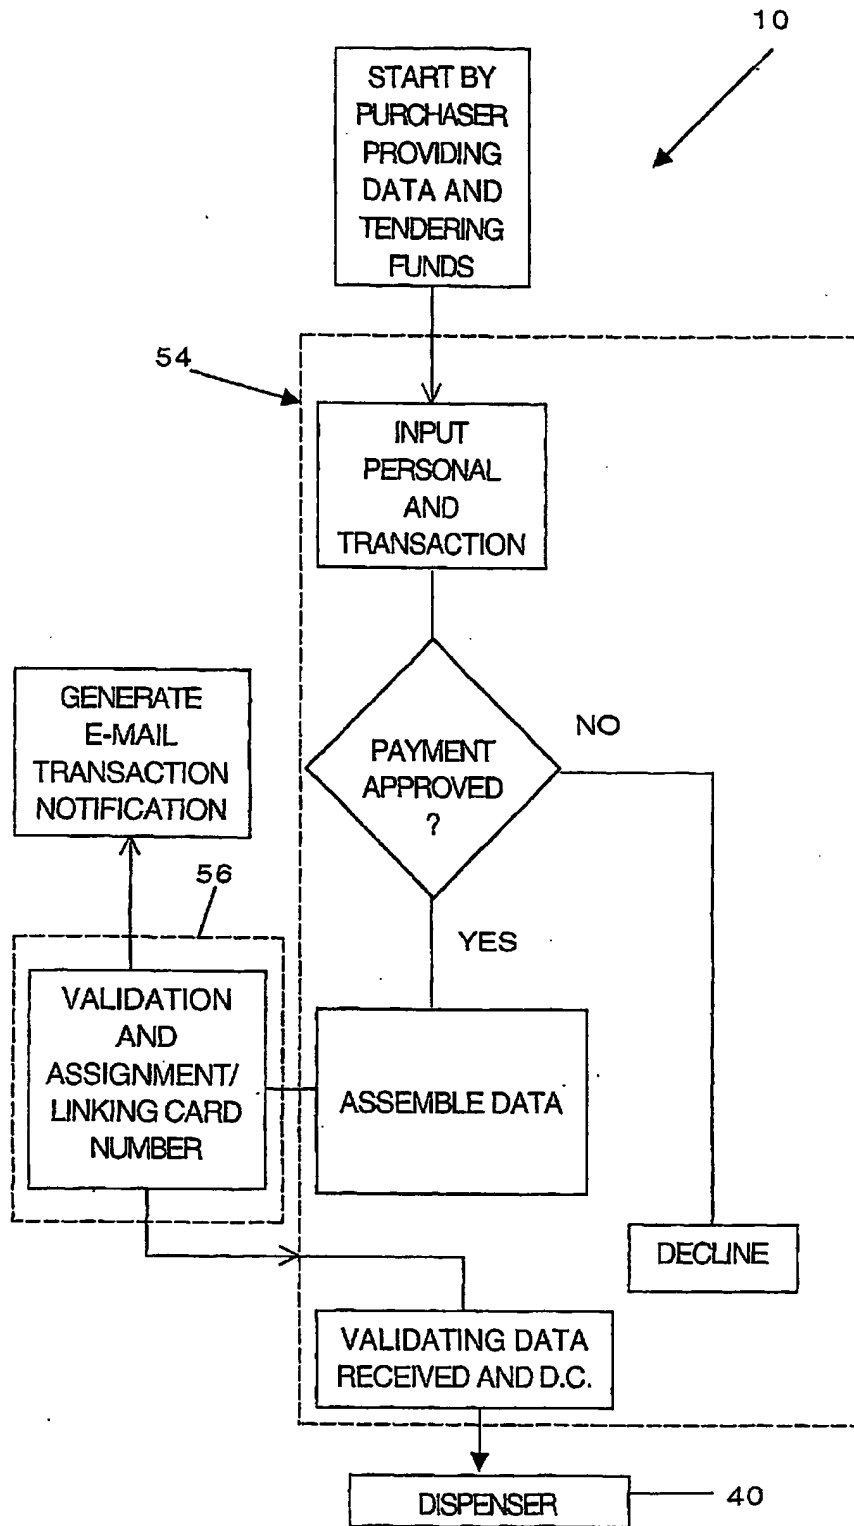 10
START BY
PURCHASER
PROVIDING
DATA AND
TENDERING
FUNDS
54
INPUT
PERSONAL
AND
TRANSACTION
GENERATE
E-MAIL
TRANSACTION
NOTIFICATION
PAYMENT
APPROVED
?
NO
YES
56
VALIDATION
AND
ASSIGNMENT/
LINKING CARD
NUMBER
ASSEMBLE DATA
DECLINE
VALIDATING DATA
RECEIVED AND D.C.
DISPENSER
40